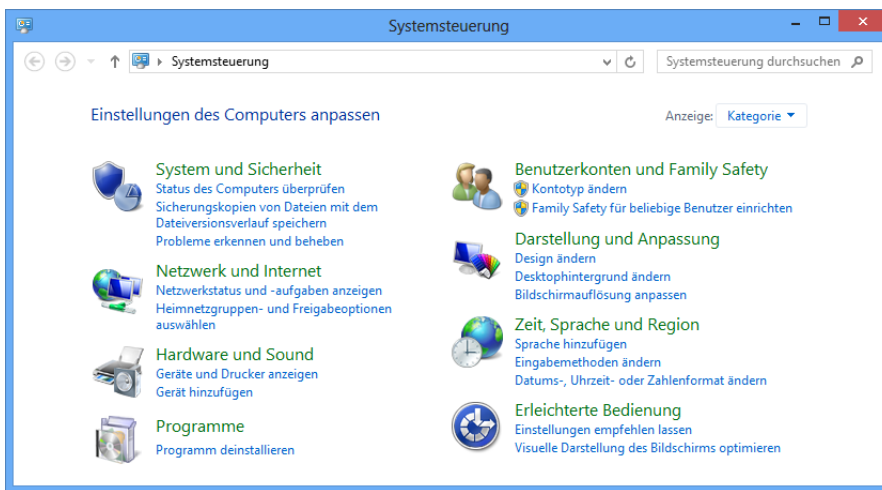 Systemsteuerung
Systemsteuerung
Systemsteuerung durchsuchen
Einstellungen des Computers anpassen
Anzeige: Kategorie
System und Sicherheit
Status des Computers überprüfen
Sicherungskopien von Dateien mit dem
Dateiversionsverlauf speichern
Probleme erkennen und beheben
Netzwerk und Internet
Netzwerkstatus und -aufgaben anzeigen
Heimnetzgruppen- und Freigabeoptionen
auswählen
Hardware und Sound
Geräte und Drucker anzeigen
Gerät hinzufügen
Programme
Programm deinstallieren
Benutzerkonten und Family Safety
Kontotyp ändern
Family Safety für beliebige Benutzer einrichten
Darstellung und Anpassung
Design ändern
Desktophintergrund ändern
Bildschirmauflösung anpassen
Zeit, Sprache und Region
Sprache hinzufügen
Eingabemethoden ändern
Datums-, Uhrzeit- oder Zahlenformat ändern
Erleichterte Bedienung
Einstellungen empfehlen lassen
Visuelle Darstellung des Bildschirms optimieren